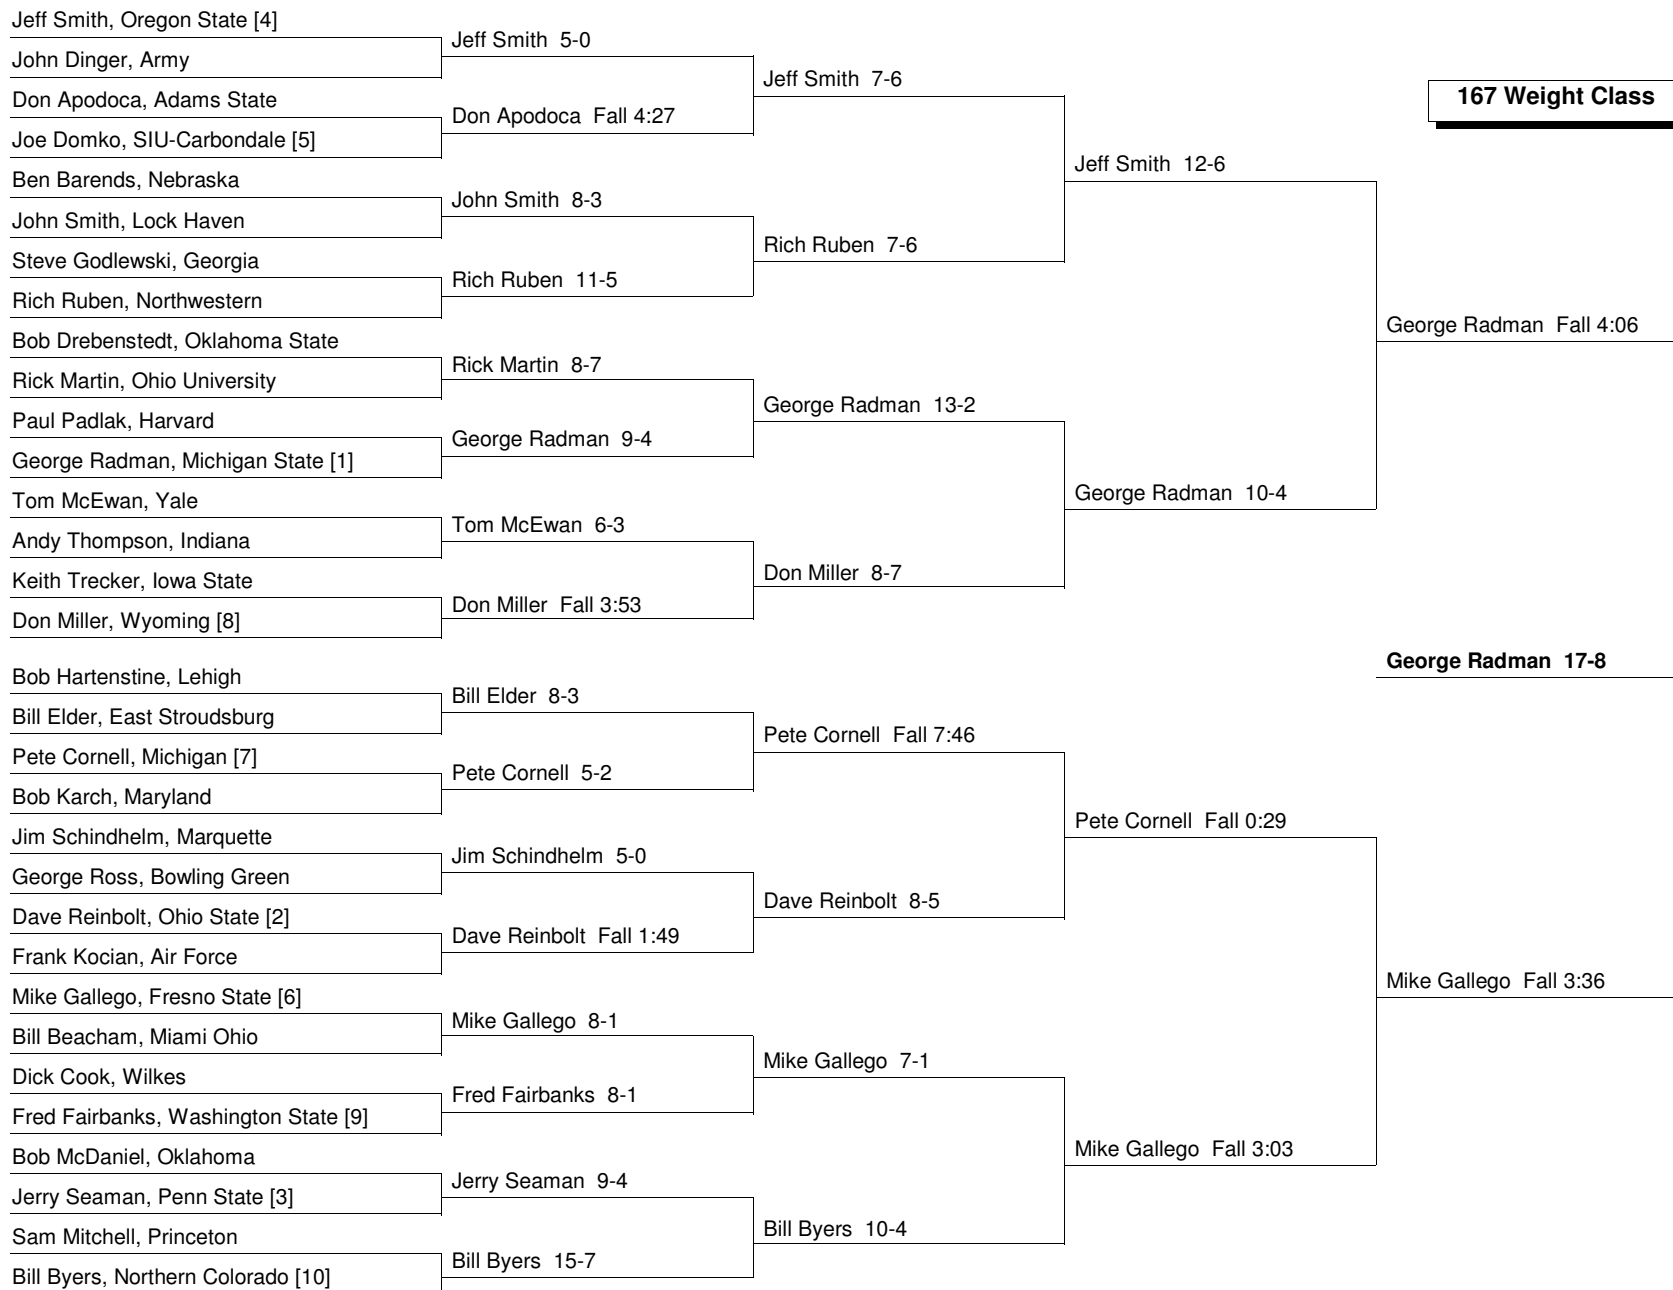 Jeff Smith, Oregon State [4]
John Dinger, Army
Don Apodoca, Adams State
Joe Domko, SIU-Carbondale [5]
Ben Barends, Nebraska
John Smith, Lock Haven
Steve Godlewski, Georgia
Rich Ruben, Northwestern
Bob Drebenstedt, Oklahoma State
Rick Martin, Ohio University
Paul Padlak, Harvard
George Radman, Michigan State [1]
Tom McEwan, Yale
Andy Thompson, Indiana
Keith Trecker, Iowa State
Don Miller, Wyoming [8]
Bob Hartenstine, Lehigh
Bill Elder, East Stroudsburg
Pete Cornell, Michigan [7]
Bob Karch, Maryland
Jim Schindhelm, Marquette
George Ross, Bowling Green
Dave Reinbolt, Ohio State [2]
Frank Kocian, Air Force
Mike Gallego, Fresno State [6]
Bill Beacham, Miami Ohio
Dick Cook, Wilkes
Fred Fairbanks, Washington State [9]
Bob McDaniel, Oklahoma
Jerry Seaman, Penn State [3]
Sam Mitchell, Princeton
Bill Byers, Northern Colorado [10]
Jeff Smith 5-0
Don Apodoca Fall 4:27
John Smith 8-3
Rich Ruben 11-5
Rick Martin 8-7
George Radman 9-4
Tom McEwan 6-3
Don Miller Fall 3:53
Bill Elder 8-3
Pete Cornell 5-2
Jim Schindhelm 5-0
Dave Reinbolt Fall 1:49
Mike Gallego 8-1
Fred Fairbanks 8-1
Jerry Seaman 9-4
Bill Byers 15-7
Jeff Smith 7-6
Rich Ruben 7-6
George Radman 13-2
Don Miller 8-7
Pete Cornell Fall 7:46
Dave Reinbolt 8-5
Mike Gallego 7-1
Bill Byers 10-4
Jeff Smith 12-6
George Radman 10-4
Pete Cornell Fall 0:29
Mike Gallego Fall 3:03
167 Weight Class
George Radman Fall 4:06
George Radman 17-8
Mike Gallego Fall 3:36